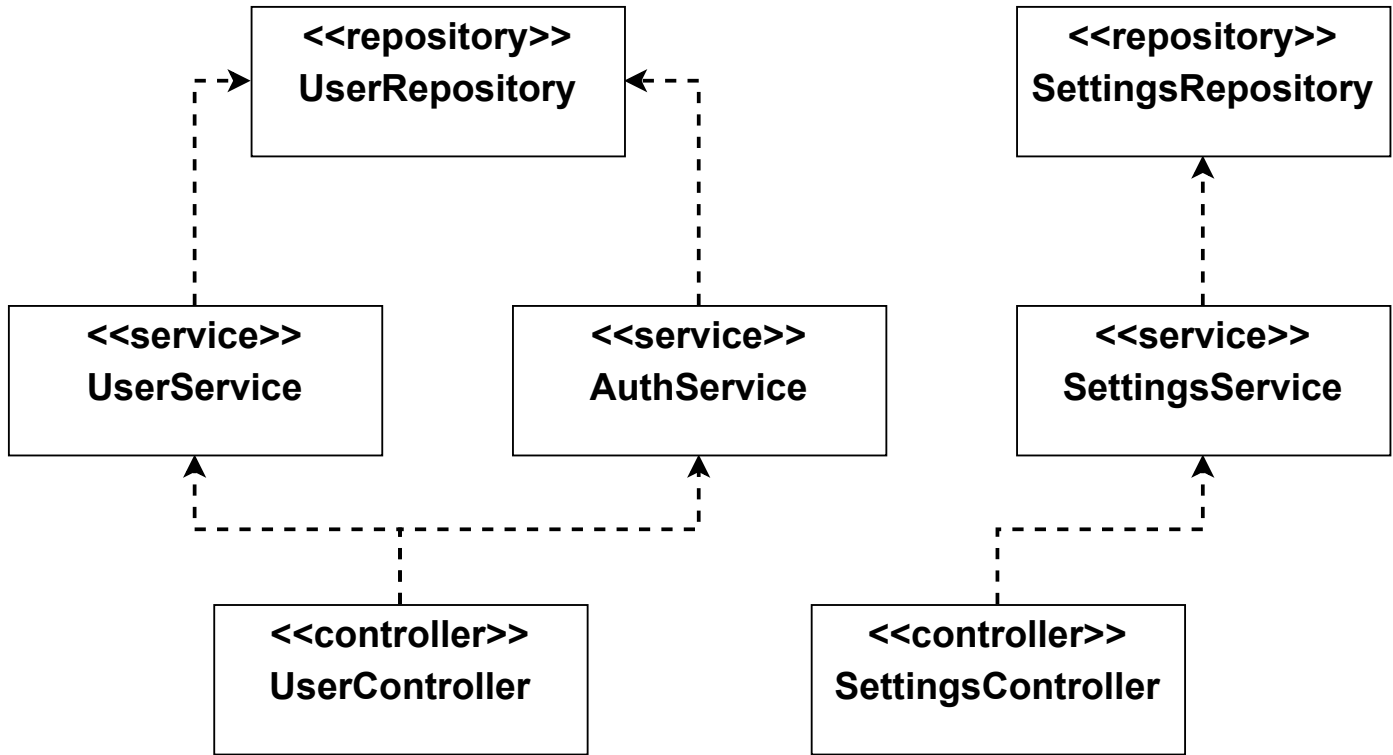 <<repository>>
UserRepository
<<repository>>
SettingsRepository
<<service>>
UserService
<<service>>
AuthService
<<service>>
SettingsService
<<controller>>
UserController
<<controller>>
SettingsController